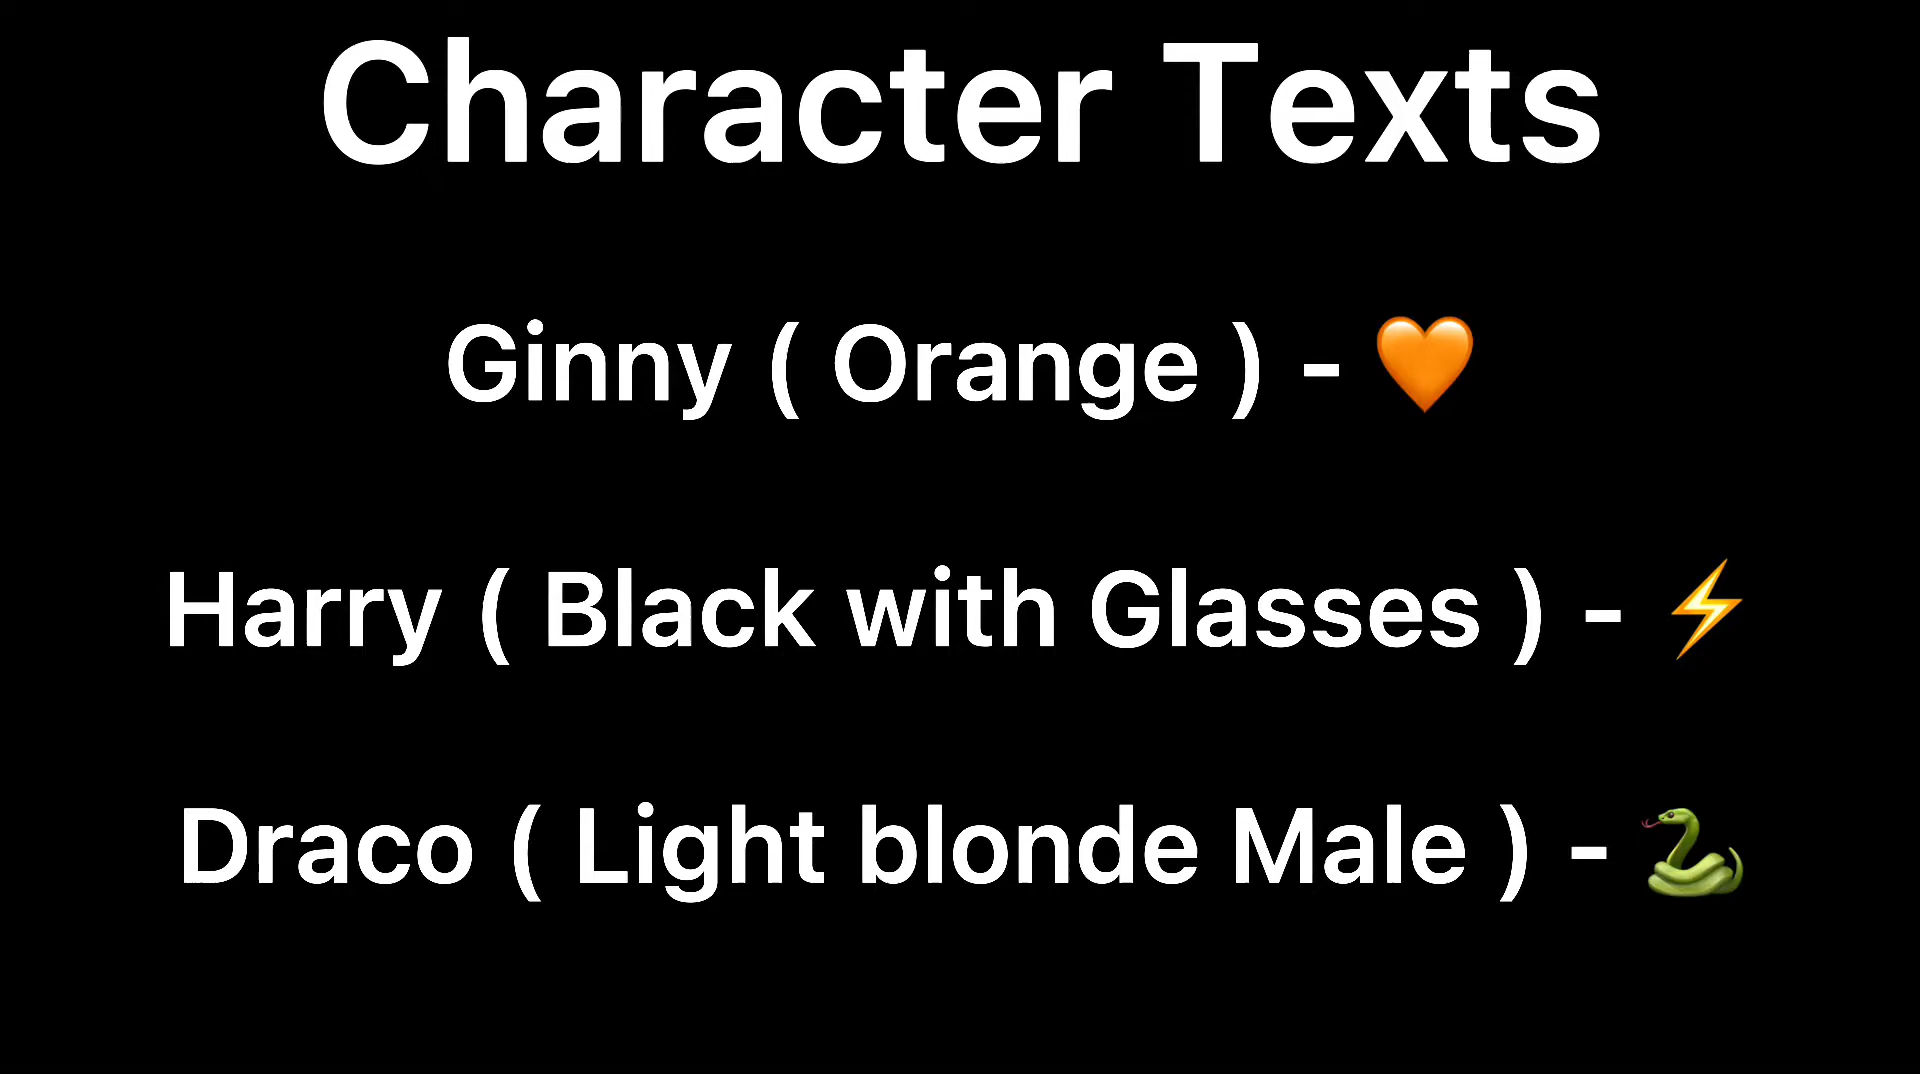 Character Texts
Ginny ( Orange ) - 🧡
Harry ( Black with Glasses ) - ⚡
Draco ( Light blonde Male ) - 🐍